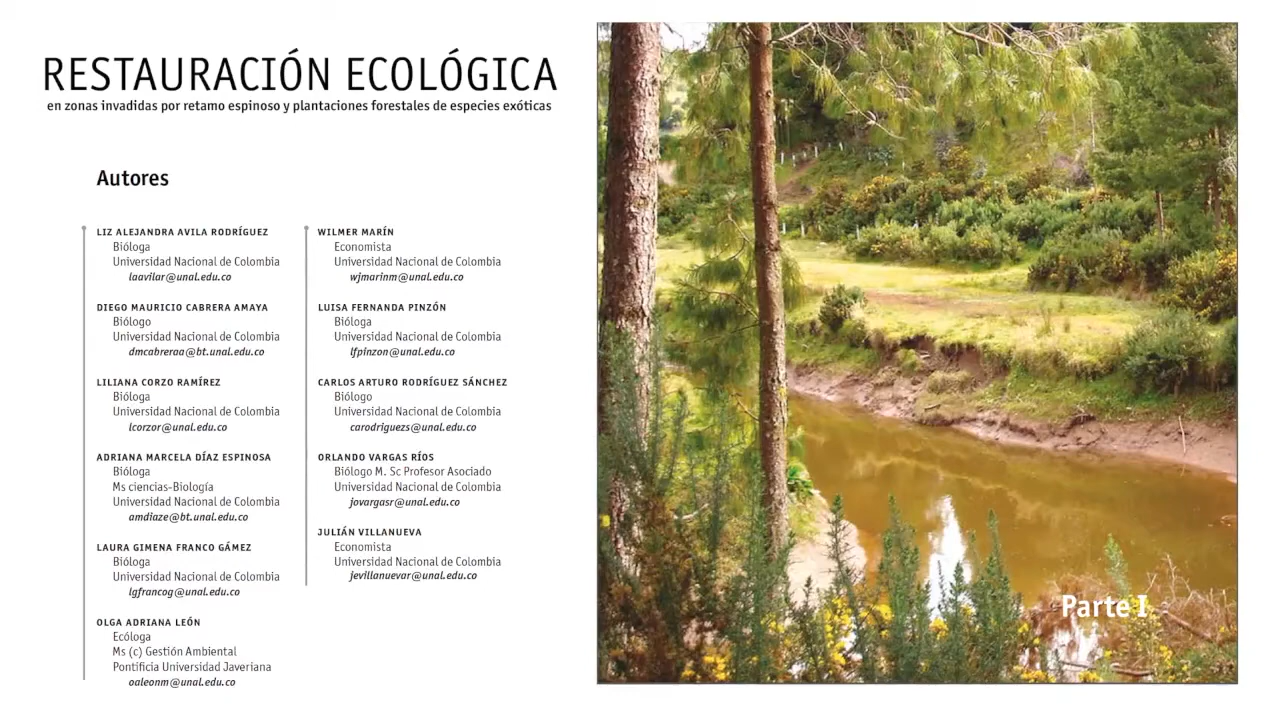 RESTAURACIÓN ECOLÓGICA
en zonas invadidas por retamo espinoso y plantaciones forestales de especies exóticas
Autores
LIZ ALEJANDRA AVILA RODRÍGUEZ
Bióloga
Universidad Nacional de Colombia
laavilar@unal.edu.co
DIEGO MAURICIO CABRERA AMAYA
Biólogo
Universidad Nacional de Colombia
dmcabreraa@bt.unal.edu.co
LILIANA CORZO RAMÍREZ
Bióloga
Universidad Nacional de Colombia
lcorzor@unal.edu.co
ADRIANA MARCELA DÍAZ ESPINOSA
Bióloga
Ms ciencias-Biología
Universidad Nacional de Colombia
amdiaze@bt.unal.edu.co
LAURA GIMENA FRANCO GÁMEZ
Bióloga
Universidad Nacional de Colombia
lgfrancog@unal.edu.co
OLGA ADRIANA LEÓN
Ecóloga
Ms (c) Gestión Ambiental
Pontificia Universidad Javeriana
oaleonm@unal.edu.co
WILMER MARÍN
Economista
Universidad Nacional de Colombia
wjmarinm@unal.edu.co
LUISA FERNANDA PINZÓN
Bióloga
Universidad Nacional de Colombia
lfpinzon@unal.edu.co
CARLOS ARTURO RODRÍGUEZ SÁNCHEZ
Biólogo
Universidad Nacional de Colombia
carodriguezs@unal.edu.co
ORLANDO VARGAS RÍOS
Biólogo M. Sc Profesor Asociado
Universidad Nacional de Colombia
jovargasr@unal.edu.co
JULIÁN VILLANUEVA
Economista
Universidad Nacional de Colombia
jevillanuevar@unal.edu.co
Parte I